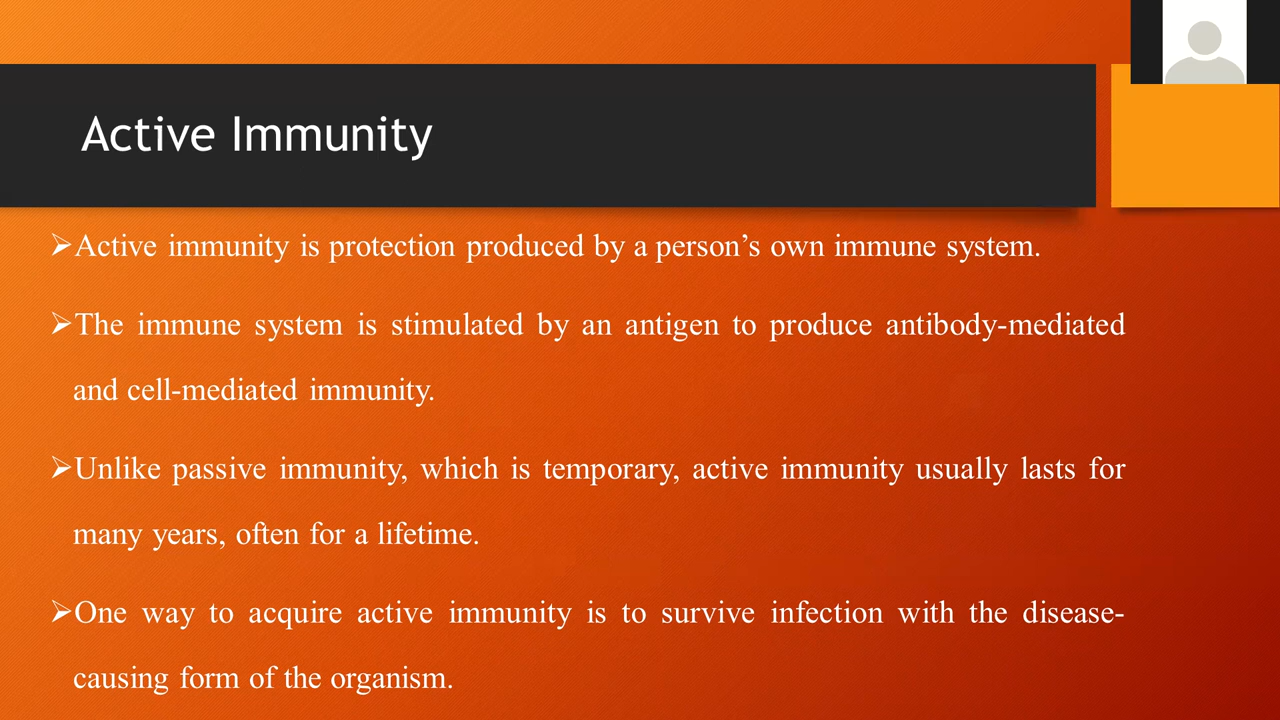 Active Immunity
➢Active immunity is protection produced by a person’s own immune system.
➢The immune system is stimulated by an antigen to produce antibody-mediated
and cell-mediated immunity.
➢Unlike passive immunity, which is temporary, active immunity usually lasts for
many years, often for a lifetime.
➢One way to acquire active immunity is to survive infection with the disease-
causing form of the organism.